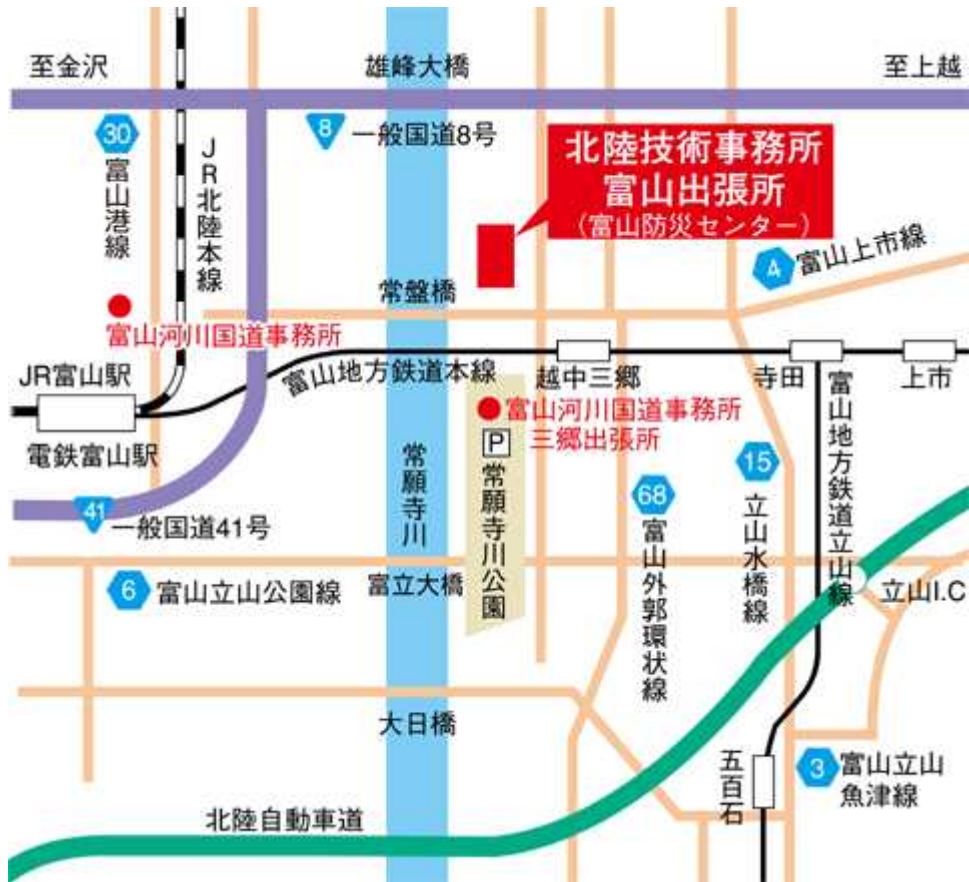 至金沢
雄峰大橋
至上越
30
富山港線
JR北陸本線
8
一般国道8号
北陸技術事務所
富山出張所
（富山防災センター）
4
富山上市線
常盤橋
富山河川国道事務所
JR富山駅
電鉄富山駅
富山地方鉄道本線
越中三郷
寺田
上市
富山河川国道事務所
三郷出張所
P
常願寺川公園
常願寺川
富山地方鉄道立山線
15
立山水橋線
68
富山外郭環状線
41
一般国道41号
6
富山立山公園線
富立大橋
立山I.C
大日橋
五百石
3
富山立山
魚津線
北陸自動車道